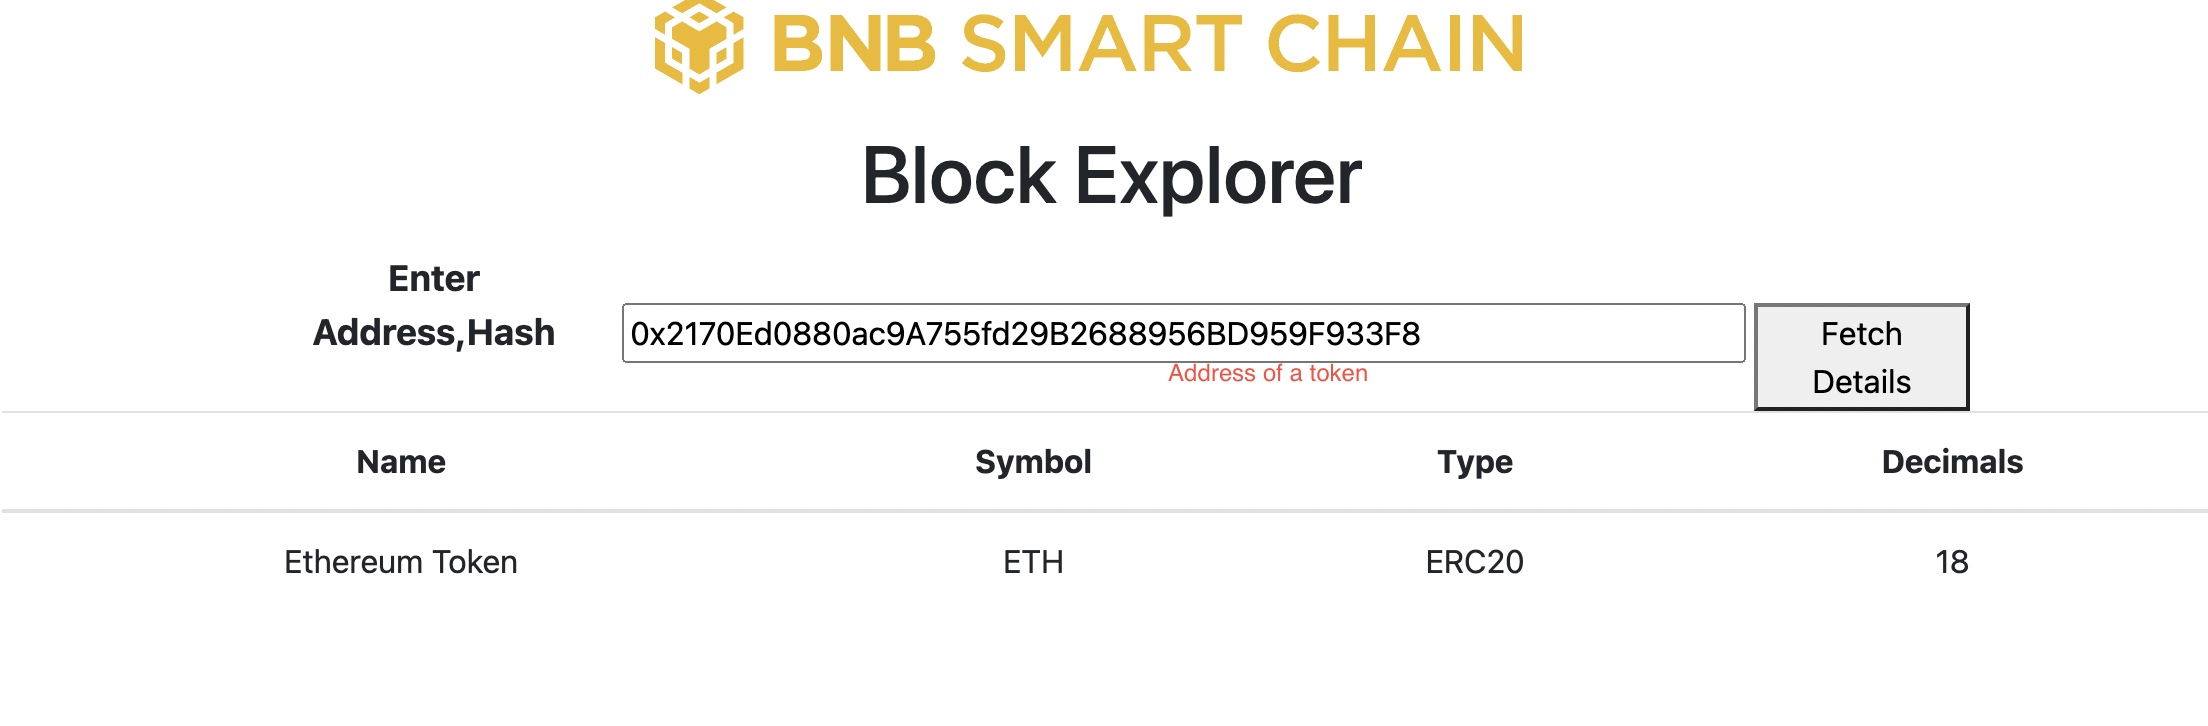 BNB SMART CHAIN
Block Explorer
Enter
Address,Hash
0x2170Ed0880ac9A755fd29B2688956BD959F933F8
Fetch
Details
Address of a token
Name Symbol Type Decimals
Ethereum Token ETH ERC20 18